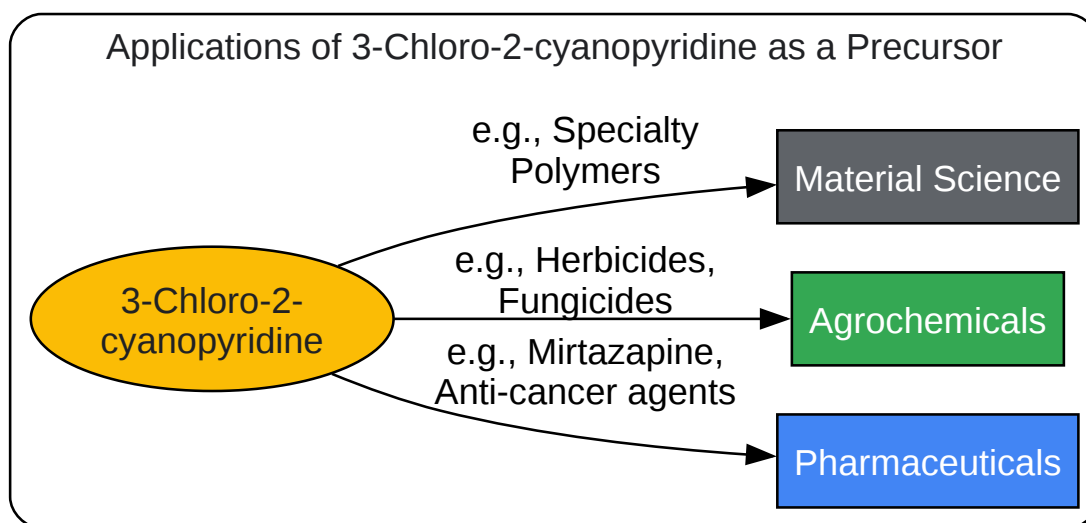 Applications of 3-Chloro-2-cyanopyridine as a Precursor
e.g., Specialty
Polymers
Material Science
3-Chloro-2-
cyanopyridine
e.g., Herbicides,
Fungicides
Agrochemicals
e.g., Mirtazapine,
Anti-cancer agents
Pharmaceuticals